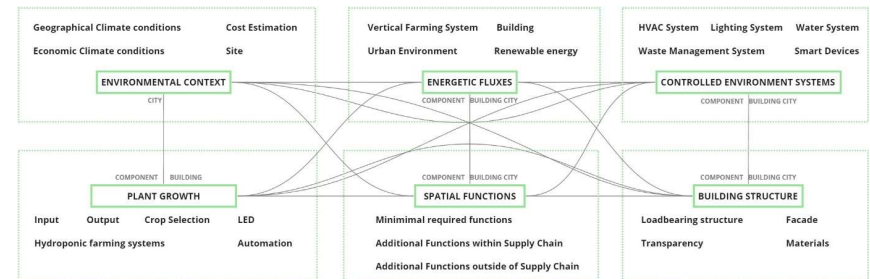 Geographical Climate conditions Cost Estimation
Economic Climate conditions Site
ENVIRONMENTAL CONTEXT
CITY
Vertical Farming System Building
Urban Environment Renewable energy
ENERGETIC FLUXES
COMPONENT BUILDING CITY
HVAC System Lighting System Water System
Waste Management System Smart Devices
CONTROLLED ENVIRONMENT SYSTEMS
COMPONENT BUILDING CITY
COMPONENT BUILDING
PLANT GROWTH
Input Output Crop Selection LED
Hydroponic farming systems Automation
COMPONENT BUILDING CITY
SPATIAL FUNCTIONS
Minimimal required functions
Additional Functions within Supply Chain
Additional Functions outside of Supply Chain
COMPONENT BUILDING CITY
BUILDING STRUCTURE
Loadbearing structure Facade
Transparency Materials